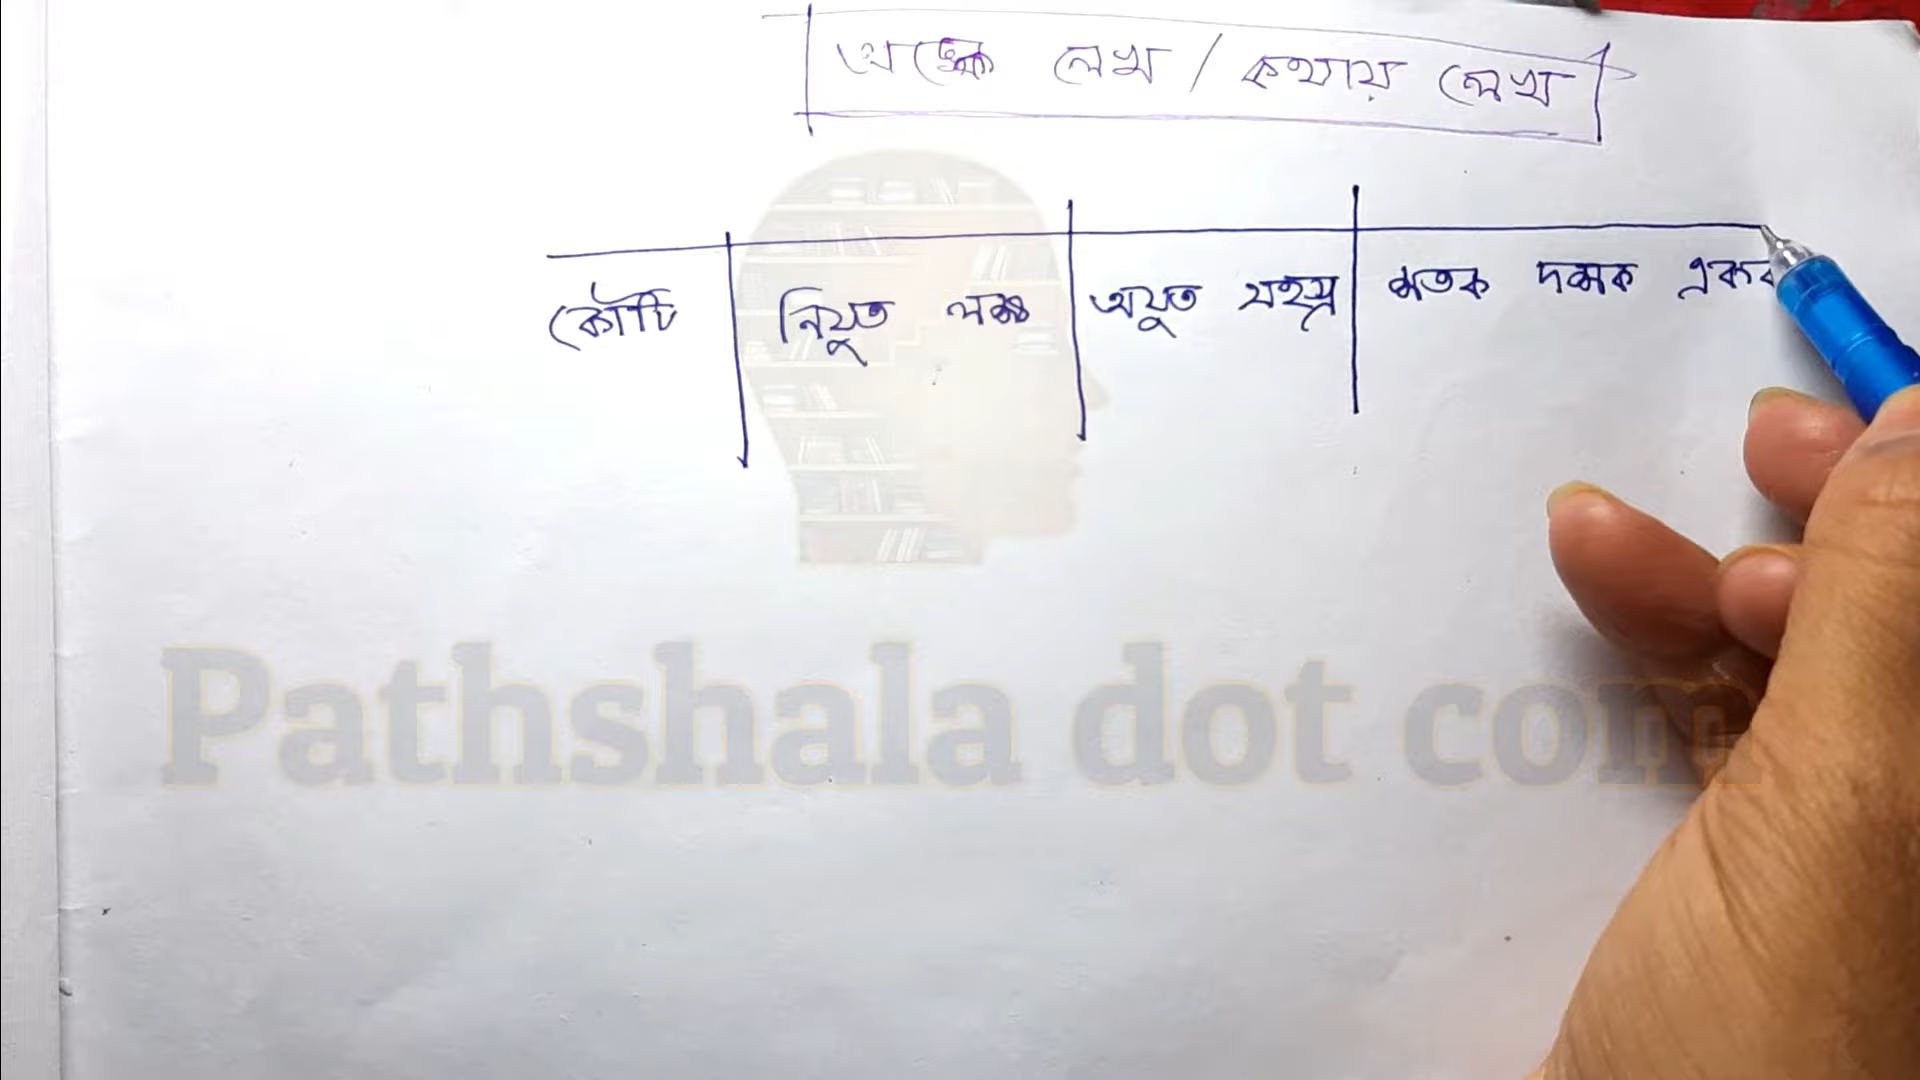 অঙ্কে লেখ / কথায় লেখ
কোটি নিযুত লক্ষ অযুত সহস্র শতক দশক একক
Pathshala dot com